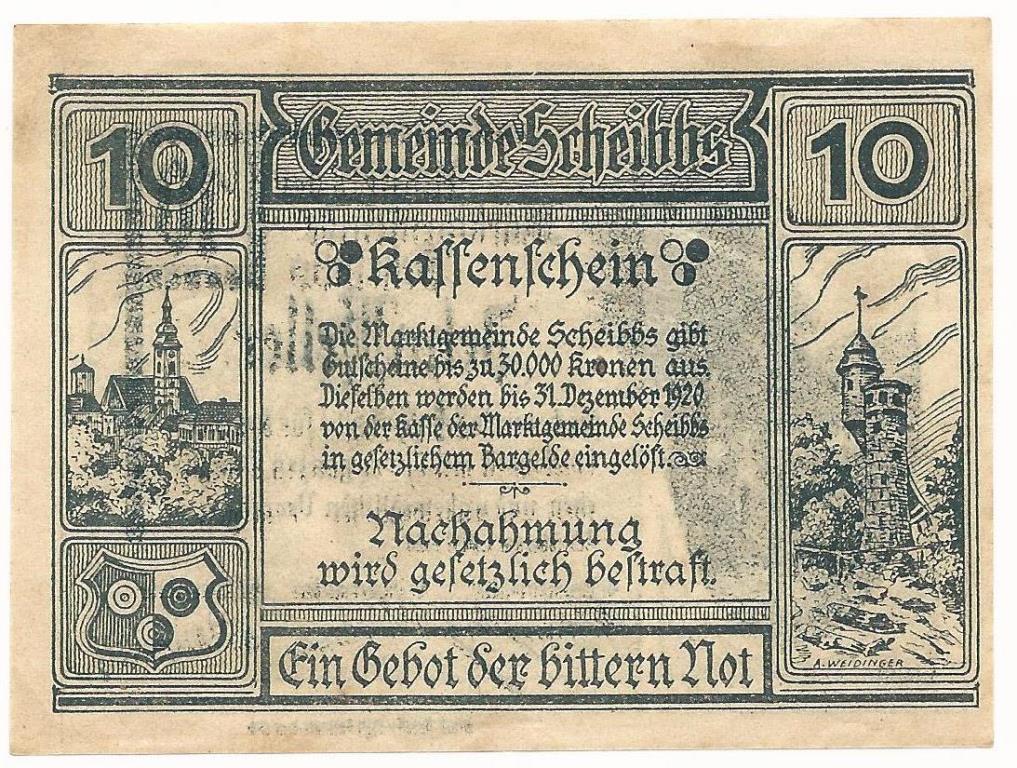 10
Gemeinde Scheibbs
10
Kassenschein
Die Marktgemeinde Scheibbs gibt
Gutscheine bis zu 30.000 Kronen aus.
Dieselben werden bis 31. Dezember 1920
von der Kasse der Marktgemeinde Scheibbs
in gesetzlichem Bargelde eingelöst.
Nachahmung
wird gesetzlich bestraft.
Ein Gebot der bittern Not
A. WEIDINGER